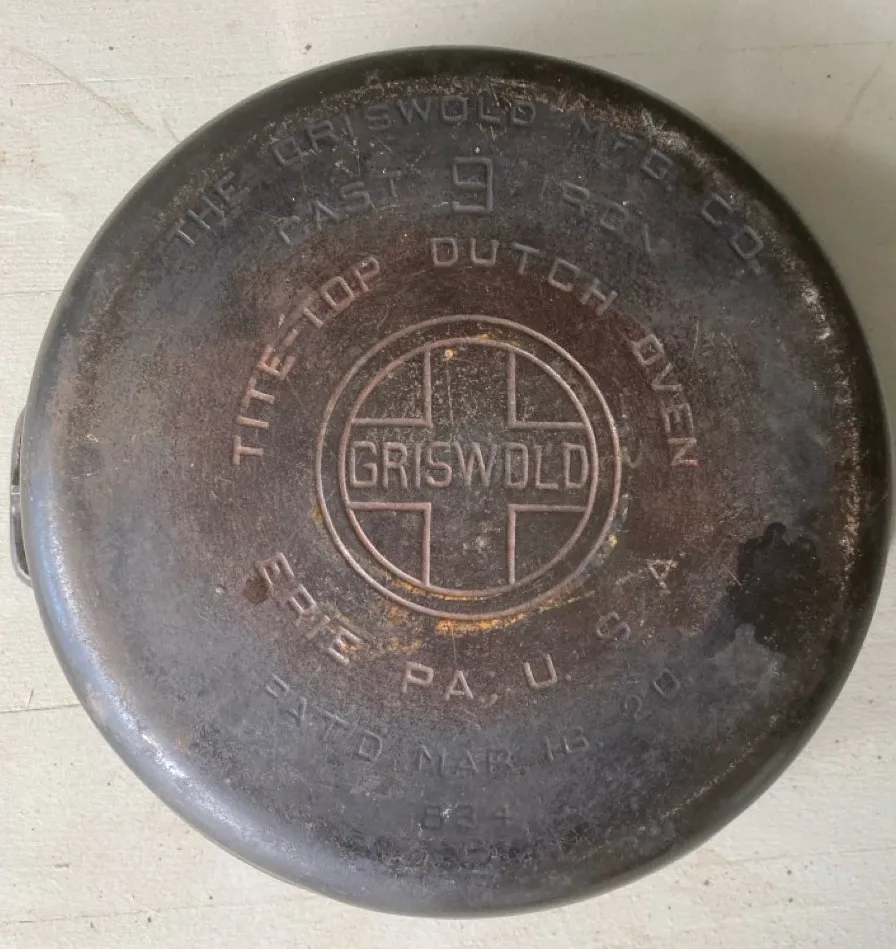 THE GRISWOLD MFG. CO.
CAST 9 IRON
TITE-TOP DUTCH OVEN
GRISWOLD
ERIE PA., U.S.A.
PAT'D MAR. 16 20
834